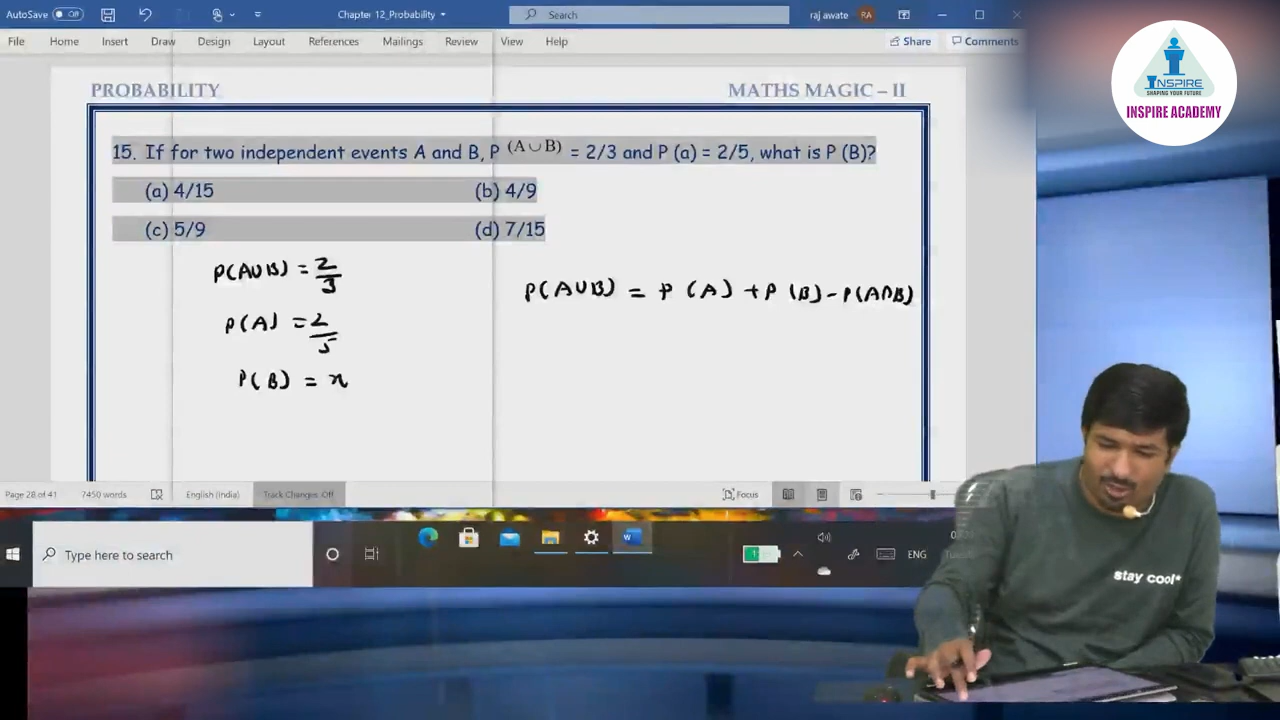 AutoSave Off
Chapter 12_Probability
Search
raj awate RA
File Home Insert Draw Design Layout References Mailings Review View Help Share Comments
INSPIRE
SHAPING YOUR FUTURE
INSPIRE ACADEMY
PROBABILITY MATHS MAGIC – II
15. If for two independent events A and B, P (A ∪ B) = 2/3 and P (a) = 2/5, what is P (B)?
(a) 4/15 (b) 4/9
(c) 5/9 (d) 7/15
P(A∪B) = 2/3
P(A∪B) = P(A) + P(B) - P(A∩B)
P(A) = 2/5
P(B) = x
Page 28 of 41 7450 words English (India) Track Changes: Off Focus
Type here to search
ENG
stay cool*